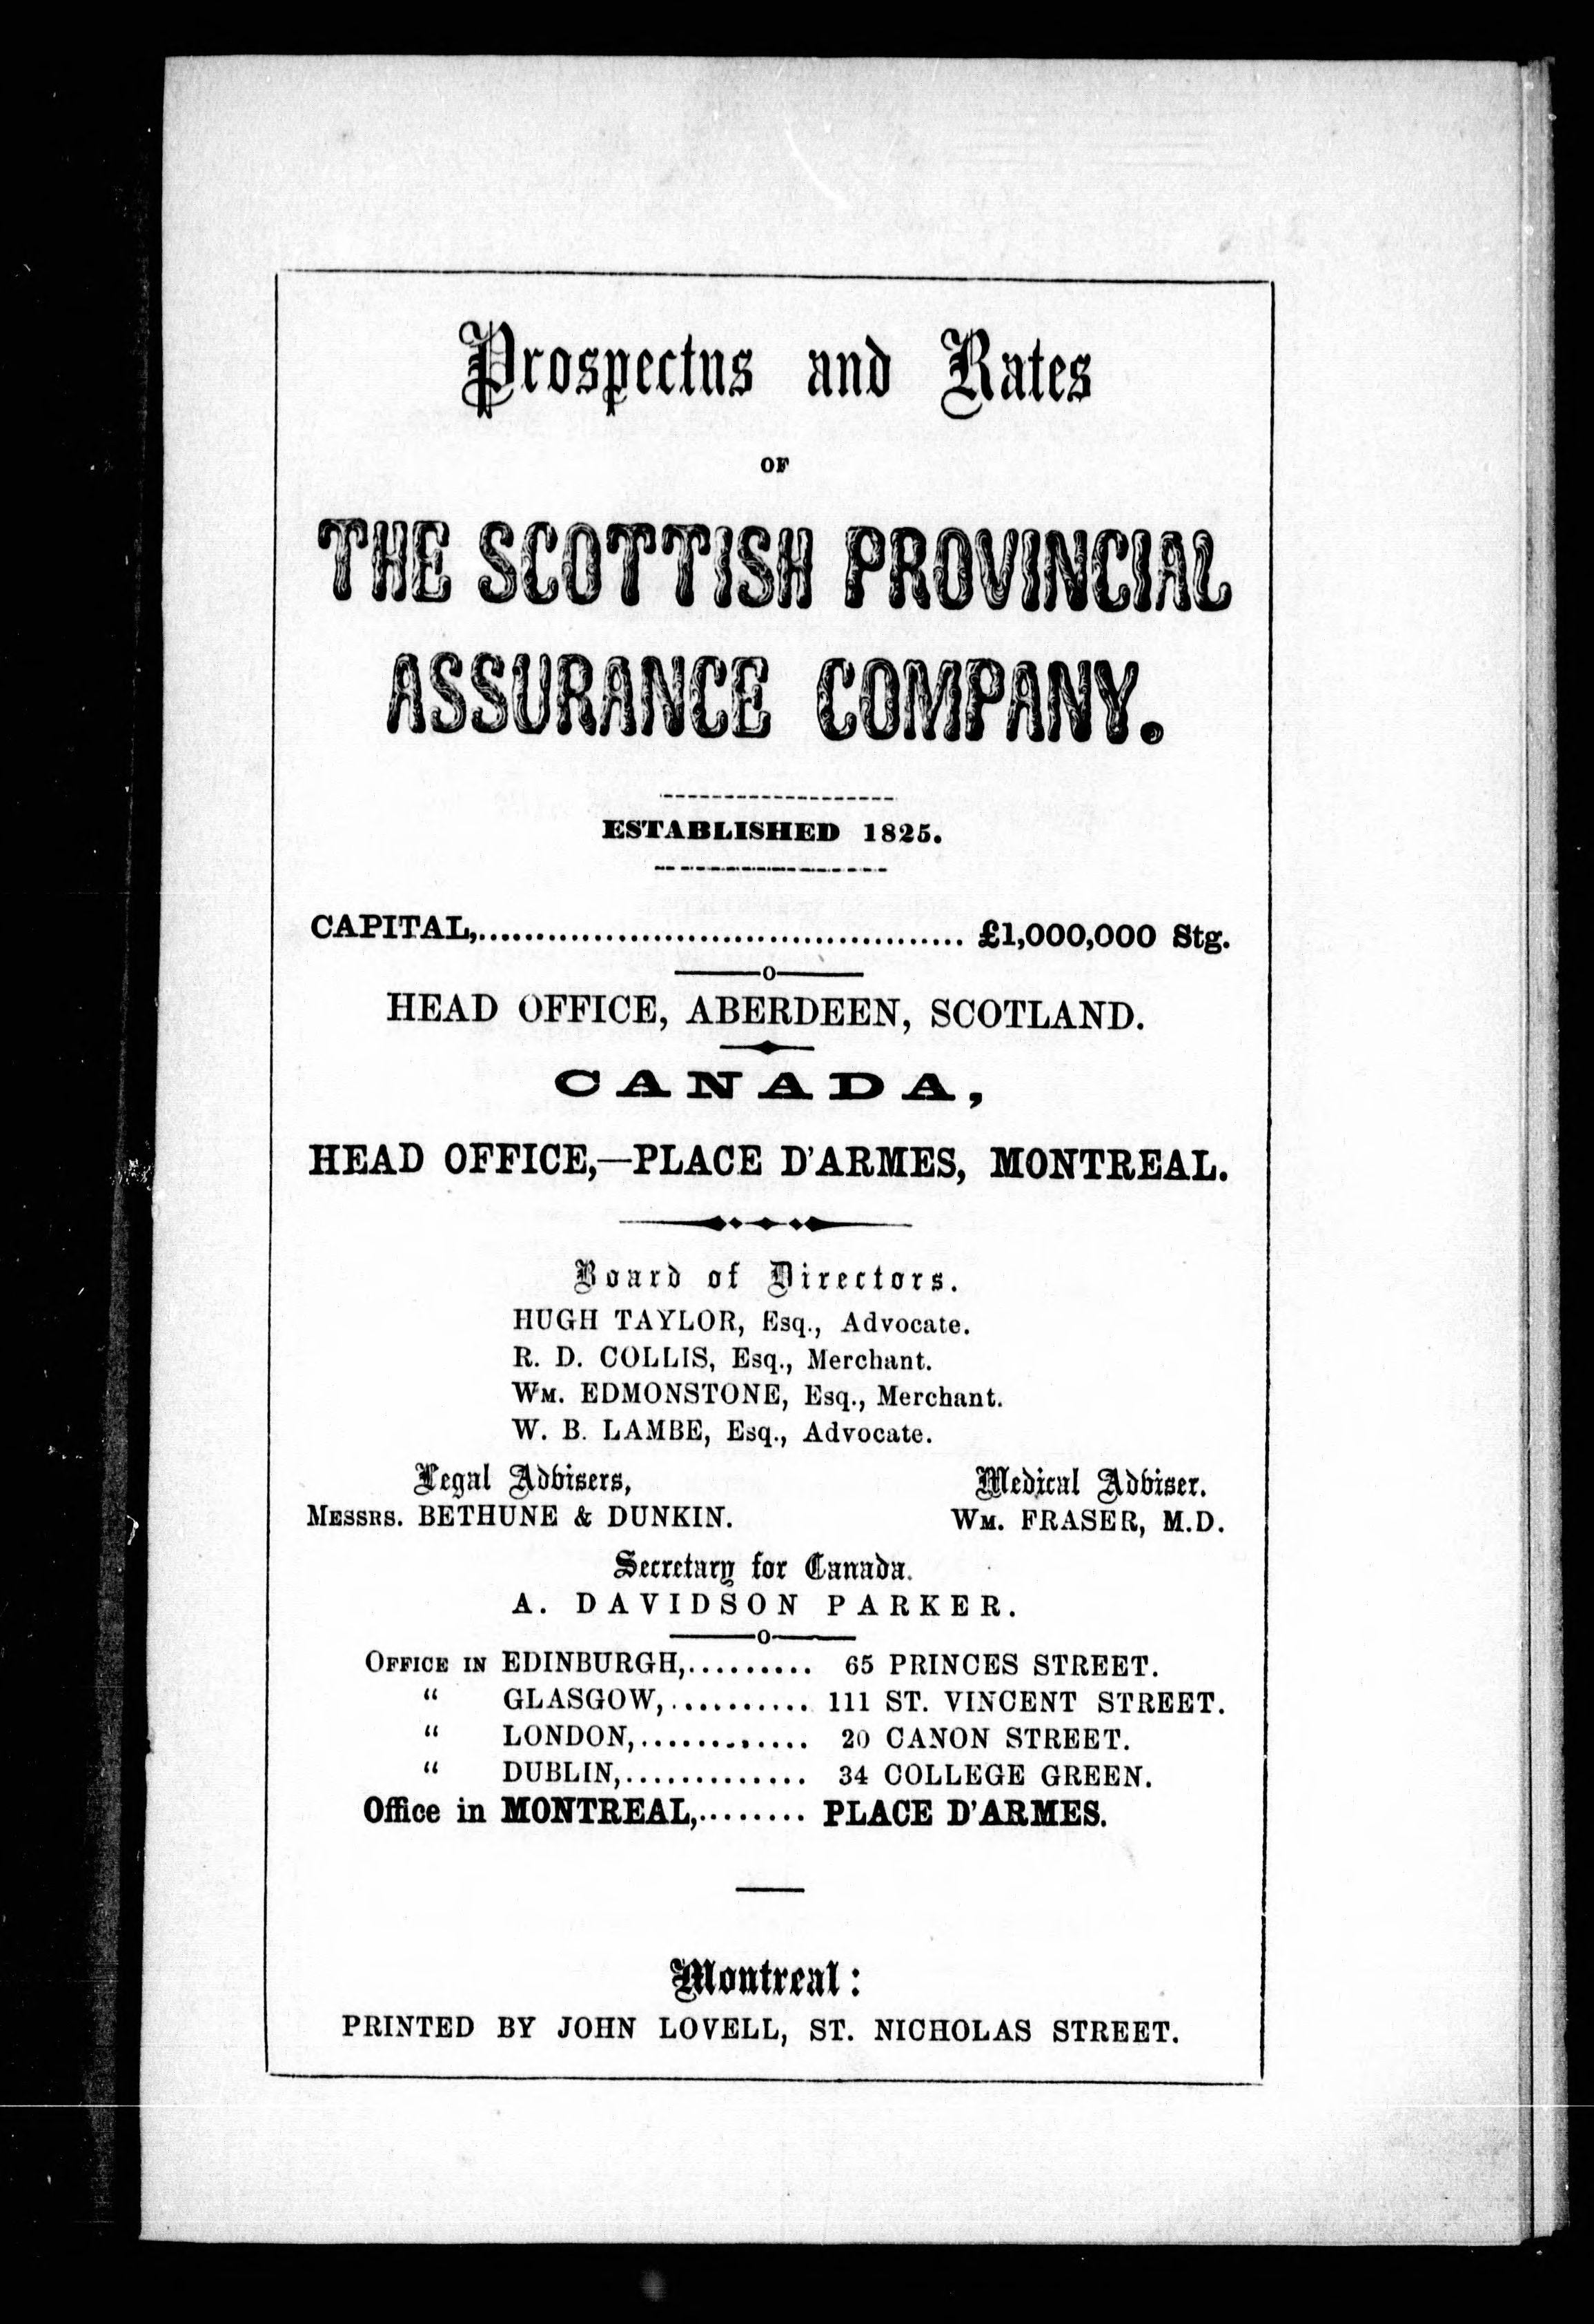 Prospectus and Rates
OF
THE SCOTTISH PROVINCIAL
ASSURANCE COMPANY.
ESTABLISHED 1825.
CAPITAL,.......................................... £1,000,000 Stg.
HEAD OFFICE, ABERDEEN, SCOTLAND.
CANADA,
HEAD OFFICE,—PLACE D'ARMES, MONTREAL.
Board of Directors.
HUGH TAYLOR, Esq., Advocate.
R. D. COLLIS, Esq., Merchant.
WM. EDMONSTONE, Esq., Merchant.
W. B. LAMBE, Esq., Advocate.
Legal Advisers, Medical Adviser.
MESSRS. BETHUNE & DUNKIN. WM. FRASER, M.D.
Secretary for Canada.
A. DAVIDSON PARKER.
OFFICE IN EDINBURGH,......... 65 PRINCES STREET.
“ GLASGOW,.......... 111 ST. VINCENT STREET.
“ LONDON,............ 20 CANON STREET.
“ DUBLIN,............. 34 COLLEGE GREEN.
Office in MONTREAL,........ PLACE D'ARMES.
Montreal:
PRINTED BY JOHN LOVELL, ST. NICHOLAS STREET.